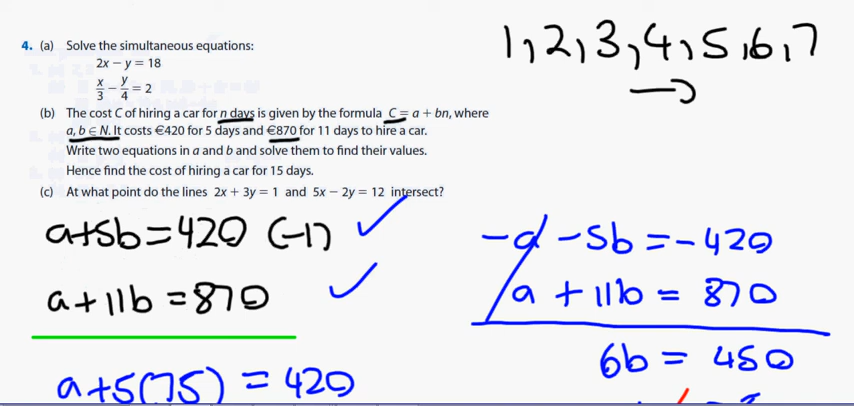 1, 2, 3, 4, 5, 6, 7
4. (a) Solve the simultaneous equations:
2x − y = 18
x/3 − y/4 = 2
(b) The cost C of hiring a car for n days is given by the formula C = a + bn, where
a, b ∈ N. It costs €420 for 5 days and €870 for 11 days to hire a car.
Write two equations in a and b and solve them to find their values.
Hence find the cost of hiring a car for 15 days.
(c) At what point do the lines 2x + 3y = 1 and 5x − 2y = 12 intersect?
a+5b=420 (-1)
a+11b=870
a+5(75) = 420
-a -5b = -420
a + 11b = 870
6b = 450